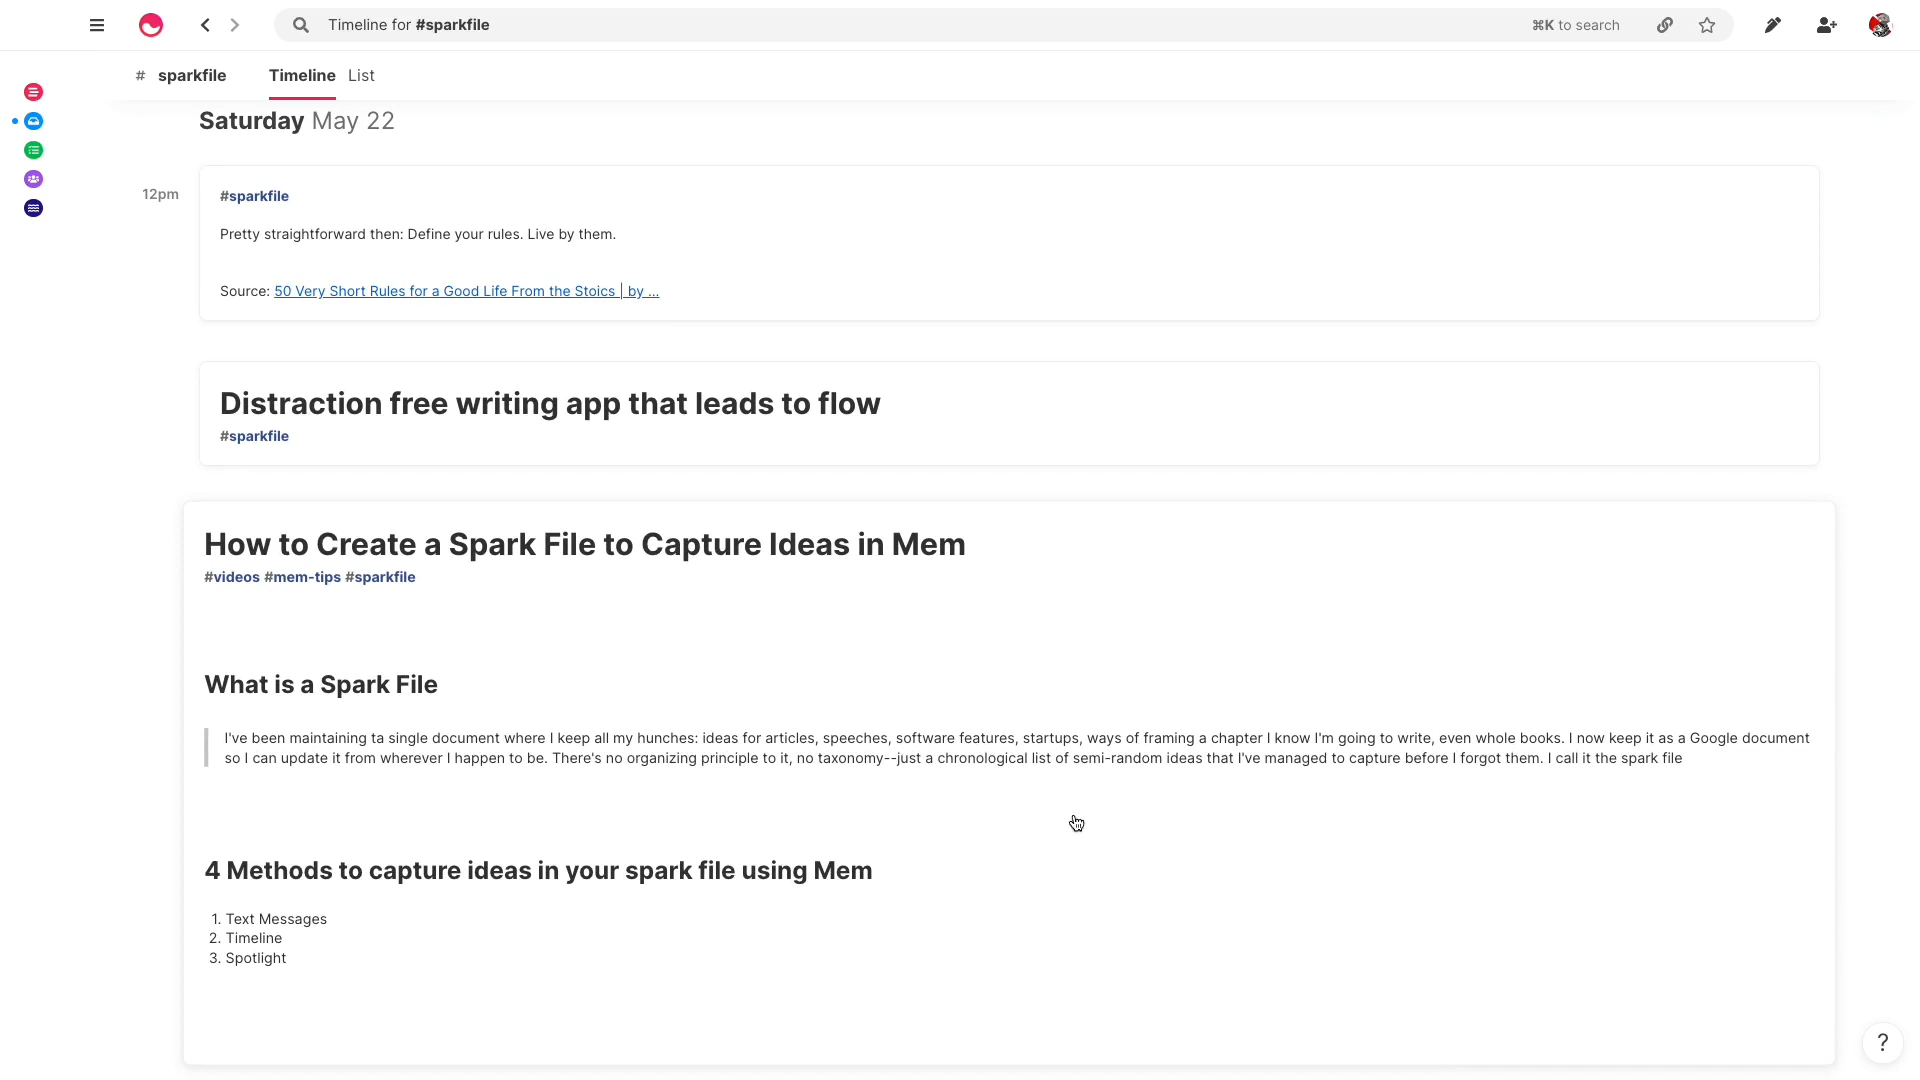 Timeline for #sparkfile
⌘K to search
# sparkfile
Timeline
List
Saturday May 22
12pm
#sparkfile
Pretty straightforward then: Define your rules. Live by them.
Source: 50 Very Short Rules for a Good Life From the Stoics | by ...
Distraction free writing app that leads to flow
#sparkfile
How to Create a Spark File to Capture Ideas in Mem
#videos #mem-tips #sparkfile
What is a Spark File
I've been maintaining ta single document where I keep all my hunches: ideas for articles, speeches, software features, startups, ways of framing a chapter I know I'm going to write, even whole books. I now keep it as a Google document
so I can update it from wherever I happen to be. There's no organizing principle to it, no taxonomy--just a chronological list of semi-random ideas that I've managed to capture before I forgot them. I call it the spark file
4 Methods to capture ideas in your spark file using Mem
1. Text Messages
2. Timeline
3. Spotlight
?